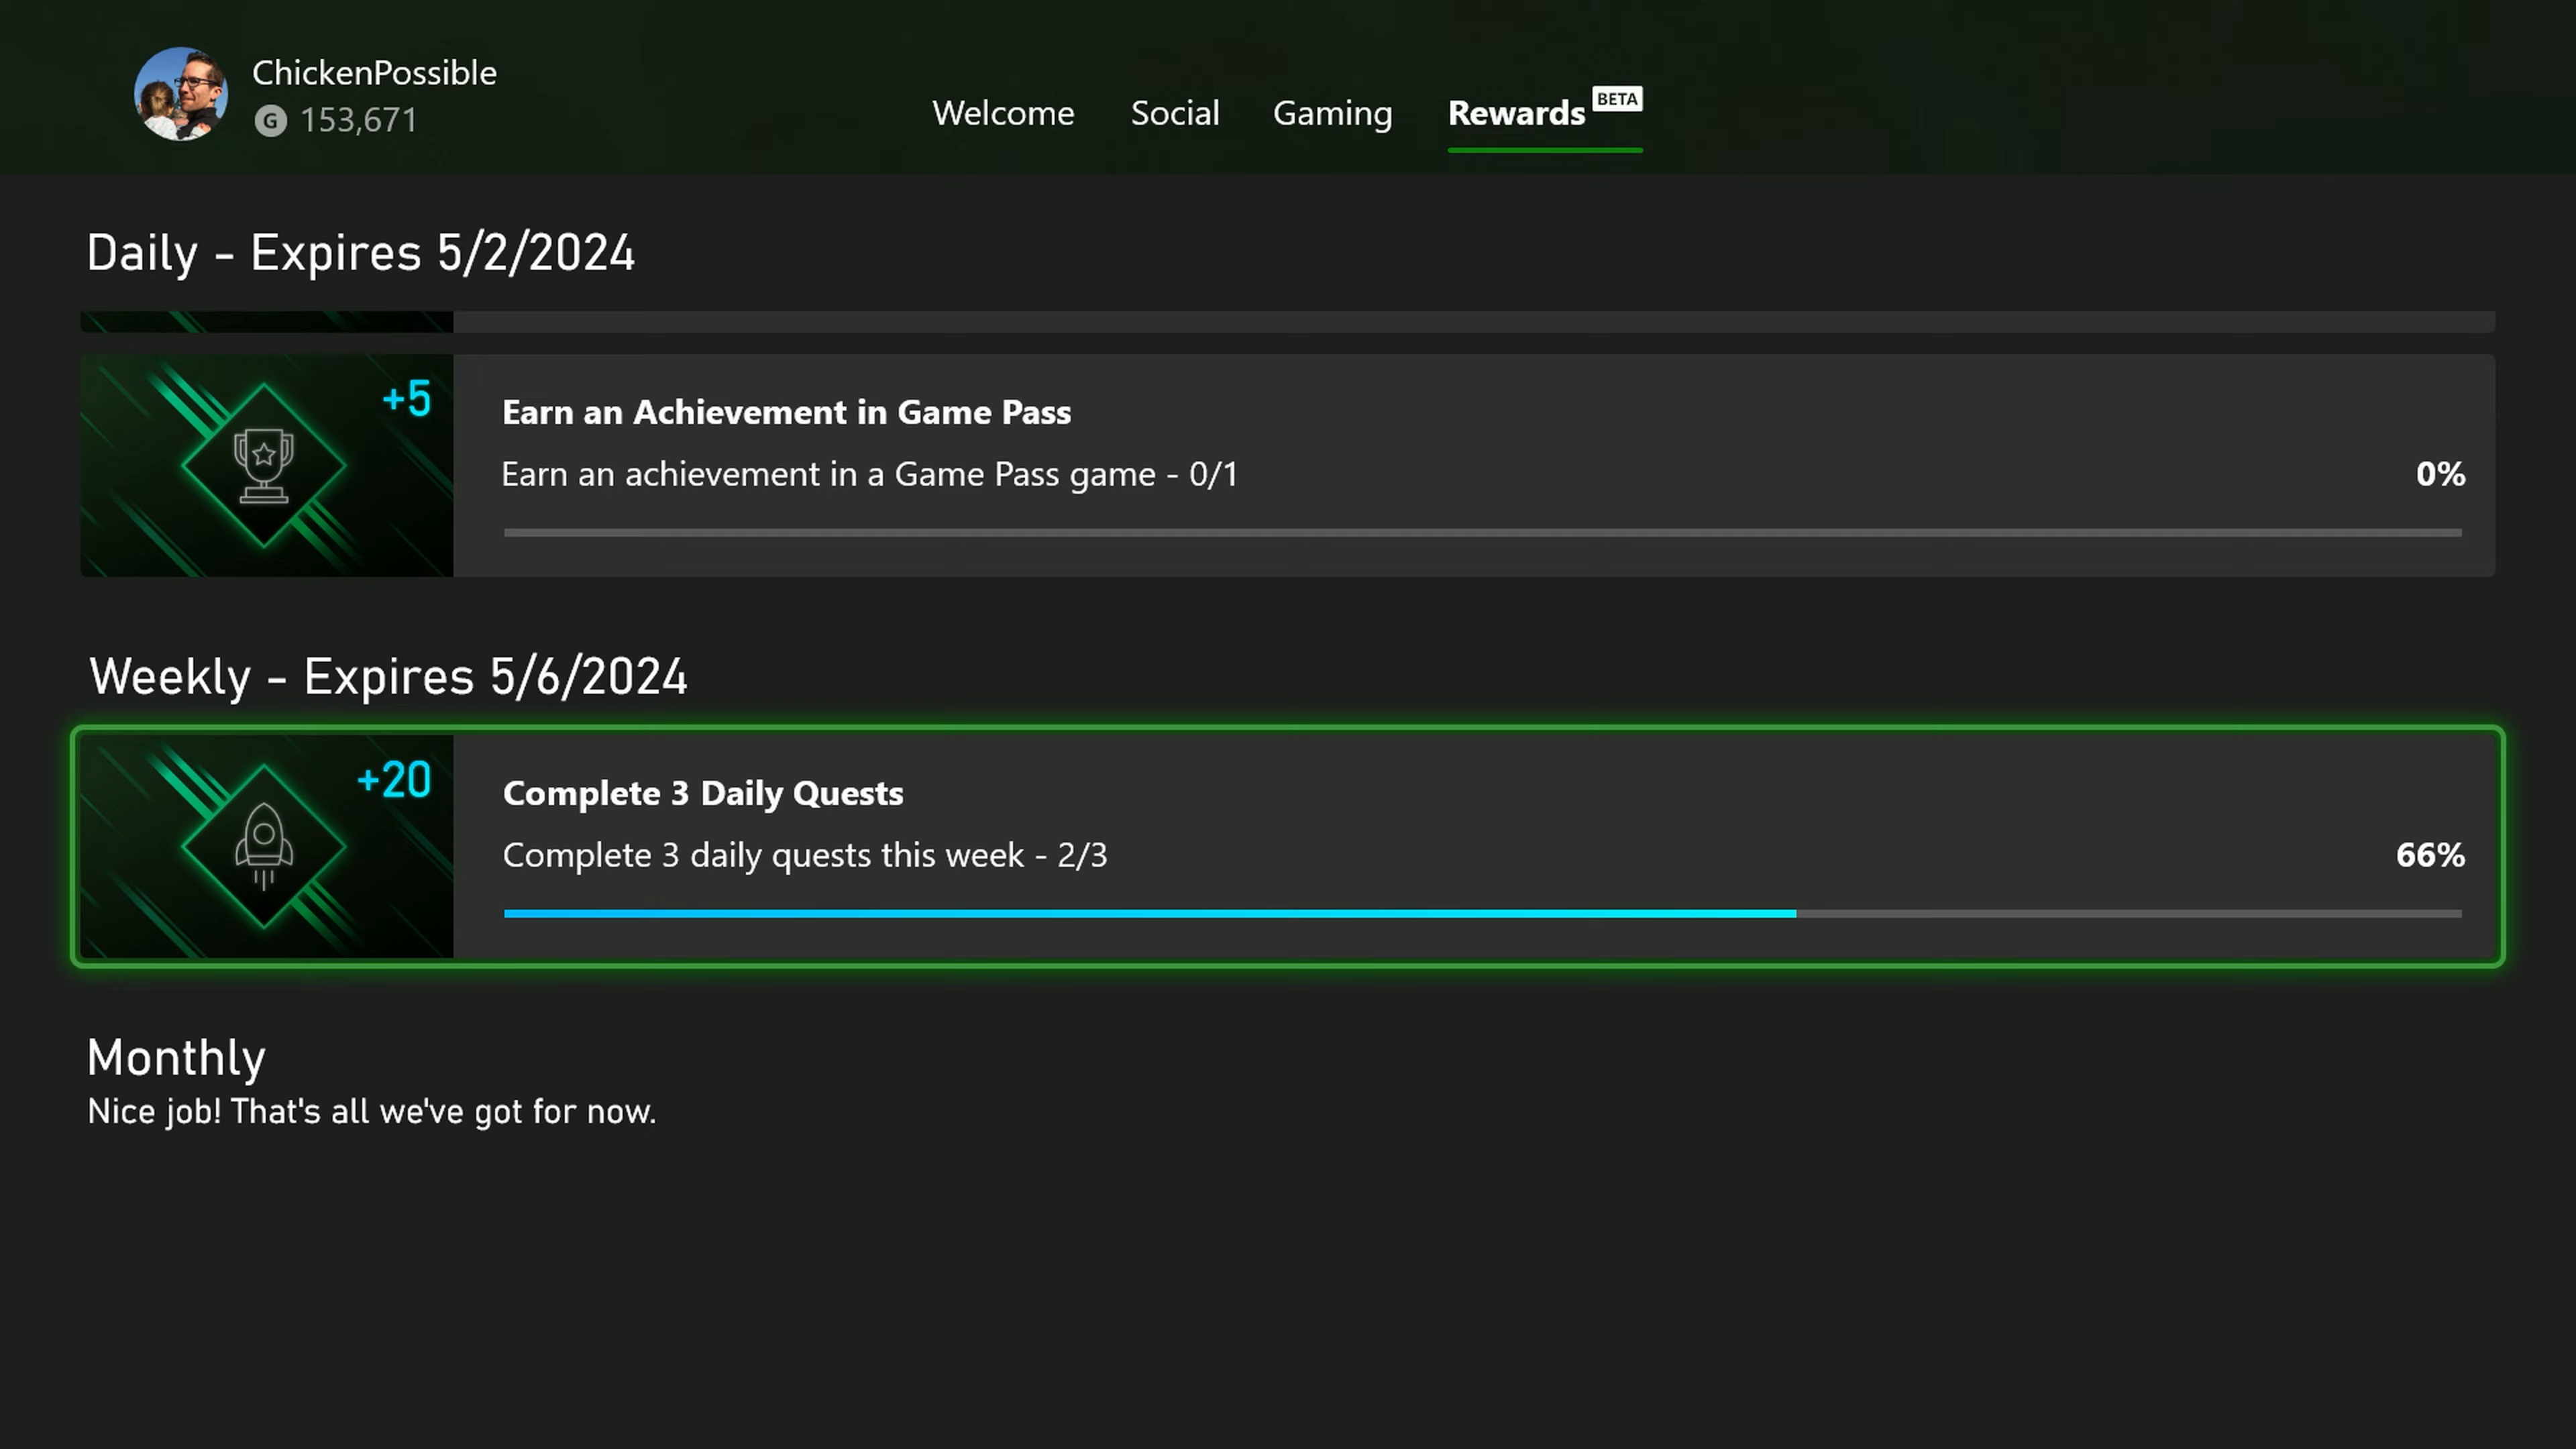 ChickenPossible
G 153,671
Welcome Social Gaming Rewards BETA
Daily - Expires 5/2/2024
+5
Earn an Achievement in Game Pass
Earn an achievement in a Game Pass game - 0/1
0%
Weekly - Expires 5/6/2024
+20
Complete 3 Daily Quests
Complete 3 daily quests this week - 2/3
66%
Monthly
Nice job! That's all we've got for now.